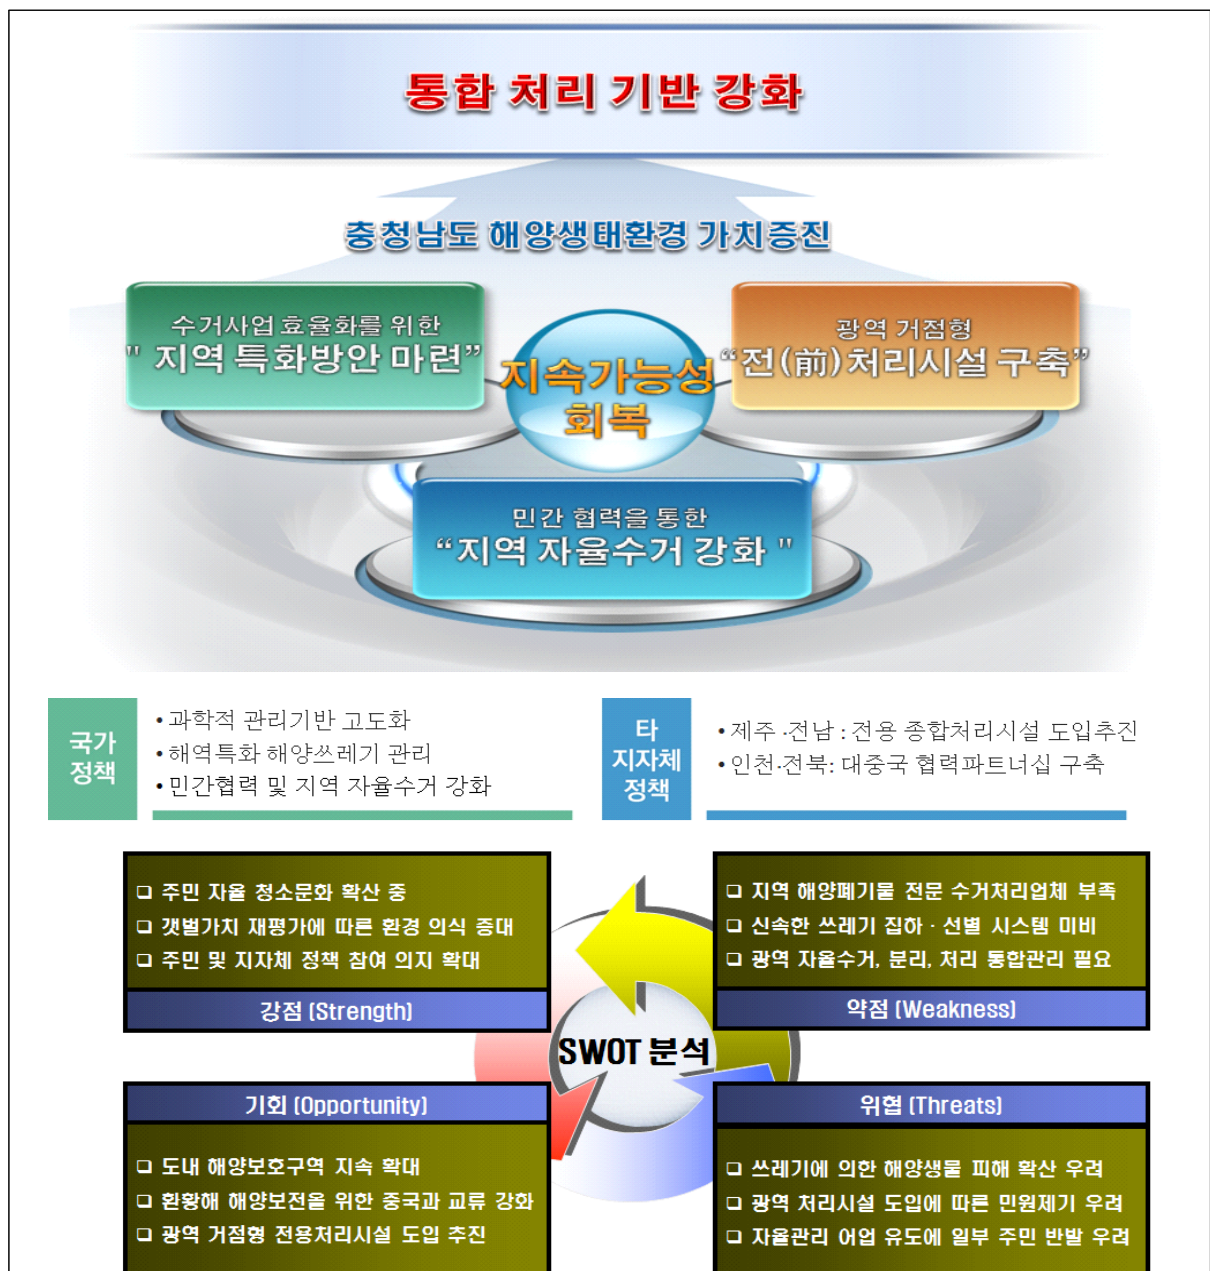 통합 처리 기반 강화
충청남도 해양생태환경 가치증진
수거사업 효율화를 위한
" 지역 특화방안 마련”
광역 거점형
“전(前)처리시설 구축”
지속가능성
회복
민간 협력을 통한
“지역 자율수거 강화 "
국가
정책
• 과학적 관리기반 고도화
• 해역특화 해양쓰레기 관리
• 민간협력 및 지역 자율수거 강화
타
지자체
정책
• 제주 ·전남 : 전용 종합처리시설 도입추진
• 인천·전북: 대중국 협력파트너십 구축
❑ 주민 자율 청소문화 확산 중
❑ 갯벌가치 재평가에 따른 환경 의식 증대
❑ 주민 및 지자체 정책 참여 의지 확대
강점 (Strength)
❑ 지역 해양폐기물 전문 수거처리업체 부족
❑ 신속한 쓰레기 집하 · 선별 시스템 미비
❑ 광역 자율수거, 분리, 처리 통합관리 필요
약점 (Weakness)
SWOT 분석
기회 (Opportunity)
❑ 도내 해양보호구역 지속 확대
❑ 환황해 해양보전을 위한 중국과 교류 강화
❑ 광역 거점형 전용처리시설 도입 추진
위협 (Threats)
❑ 쓰레기에 의한 해양생물 피해 확산 우려
❑ 광역 처리시설 도입에 따른 민원제기 우려
❑ 자율관리 어업 유도에 일부 주민 반발 우려